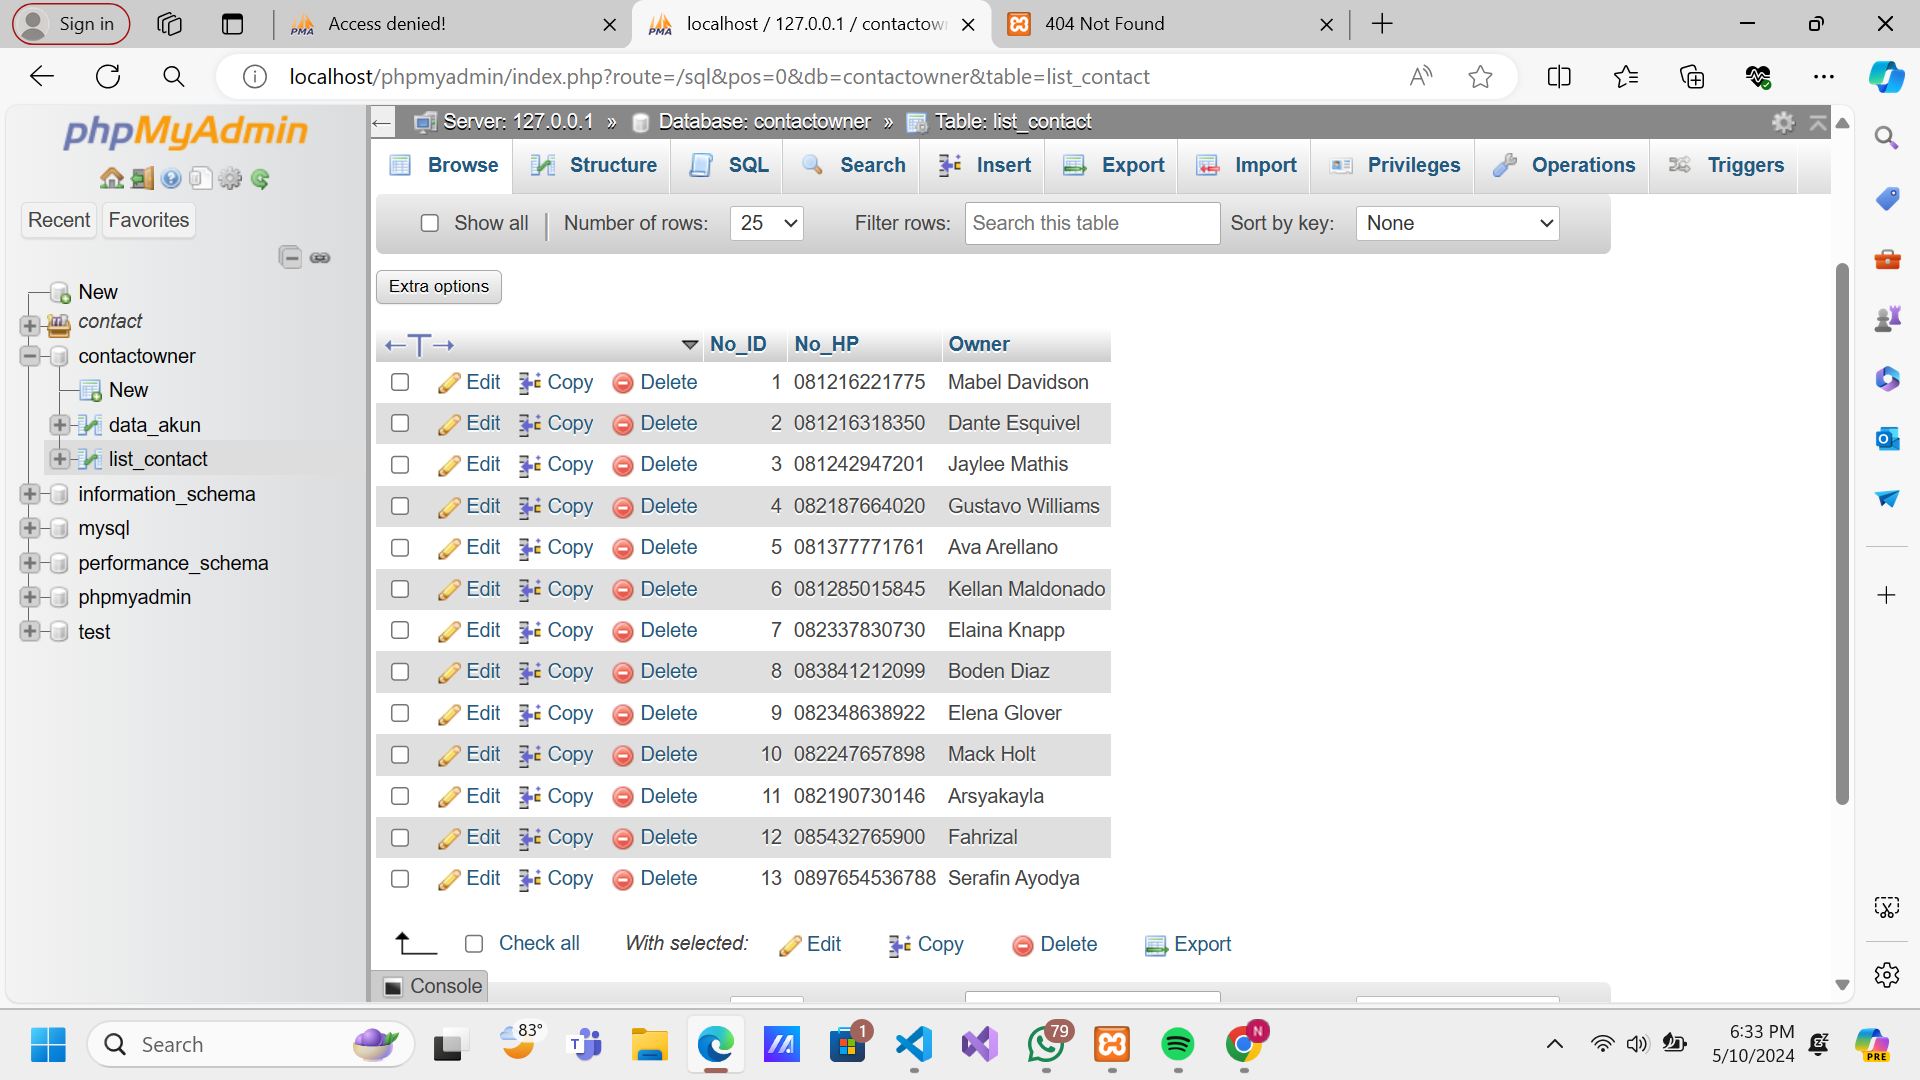 Sign in
Access denied!
localhost / 127.0.0.1 / contactown
404 Not Found
localhost/phpmyadmin/index.php?route=/sql&pos=0&db=contactowner&table=list_contact
phpMyAdmin
Recent Favorites
New
contact
contactowner
New
data_akun
list_contact
information_schema
mysql
performance_schema
phpmyadmin
test
Server: 127.0.0.1 » Database: contactowner » Table: list_contact
Browse Structure SQL Search Insert Export Import Privileges Operations Triggers
Show all Number of rows: 25 Filter rows: Search this table Sort by key: None
Extra options
No_ID No_HP Owner
Edit Copy Delete 1 081216221775 Mabel Davidson
Edit Copy Delete 2 081216318350 Dante Esquivel
Edit Copy Delete 3 081242947201 Jaylee Mathis
Edit Copy Delete 4 082187664020 Gustavo Williams
Edit Copy Delete 5 081377771761 Ava Arellano
Edit Copy Delete 6 081285015845 Kellan Maldonado
Edit Copy Delete 7 082337830730 Elaina Knapp
Edit Copy Delete 8 083841212099 Boden Diaz
Edit Copy Delete 9 082348638922 Elena Glover
Edit Copy Delete 10 082247657898 Mack Holt
Edit Copy Delete 11 082190730146 Arsyakayla
Edit Copy Delete 12 085432765900 Fahrizal
Edit Copy Delete 13 0897654536788 Serafin Ayodya
Check all With selected: Edit Copy Delete Export
Console
Search
83°
1
79
N
6:33 PM
5/10/2024
PRE